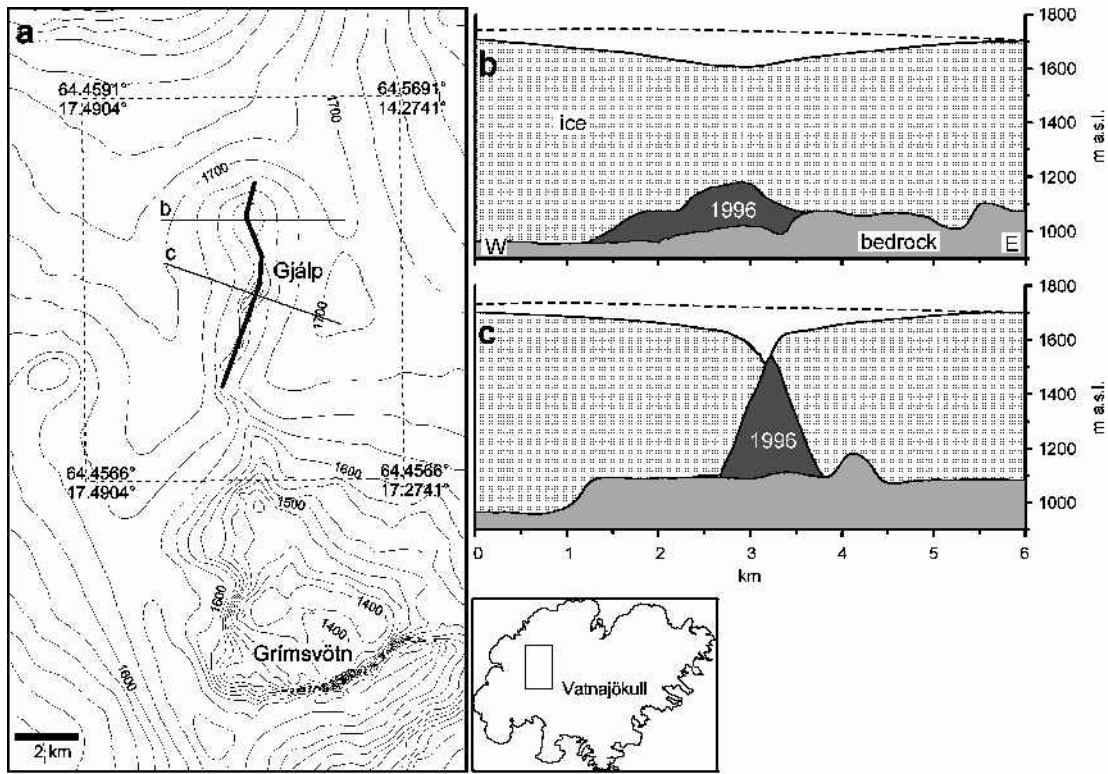 a
64.4591°
17.4904°
64.5691°
14.2741°
1700
1700
b
c
Gjálp
1700
64.4566°
17.4904°
1600
64.4566°
17.2741°
1500
1600
1400
1400
Grímsvötn
1600
2 km
b
ice
1996
W
bedrock
E
1800
1600
1400
1200
1000
m a.s.l.
c
1996
1800
1600
1400
1200
1000
m a.s.l.
0 1 2 3 4 5 6
km
Vatnajökull